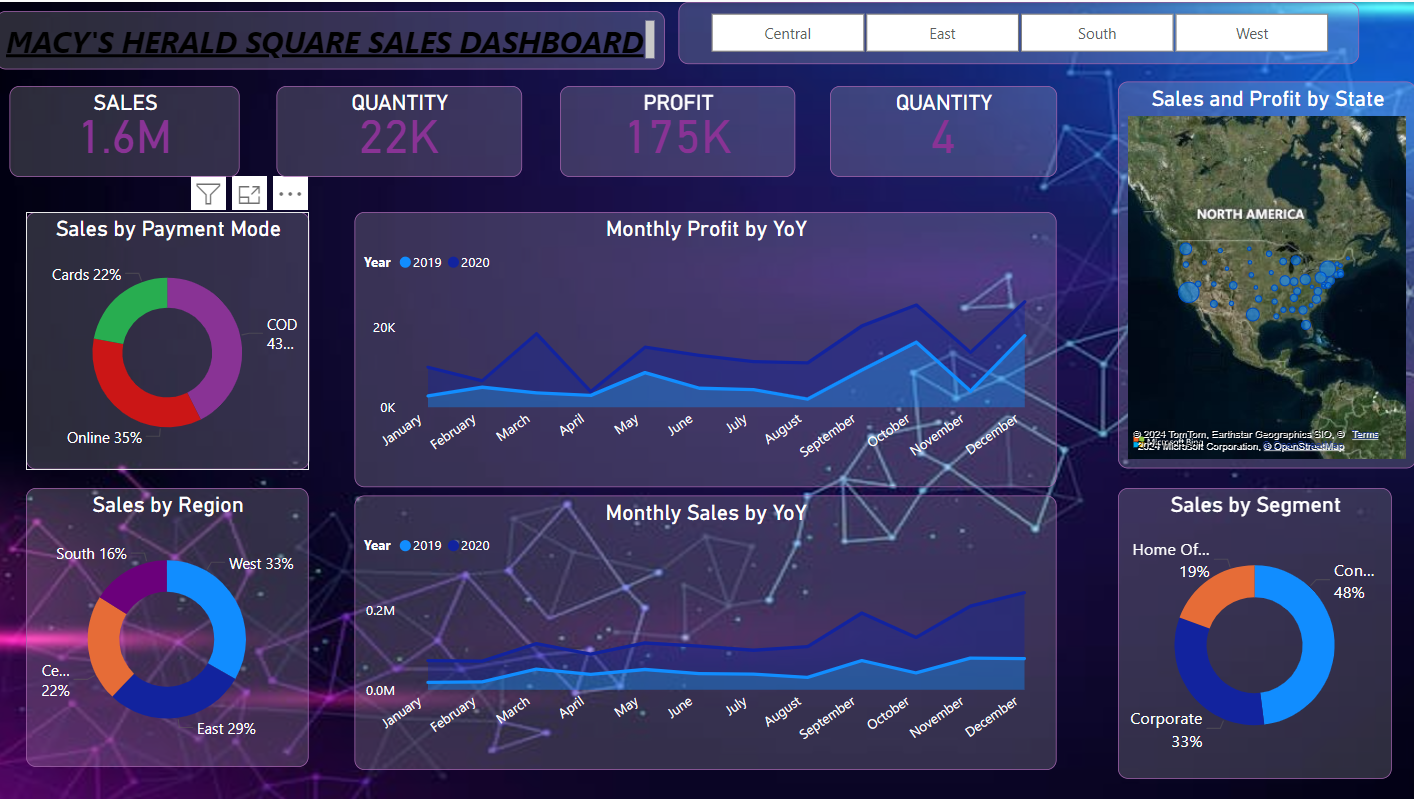 MACY'S HERALD SQUARE SALES DASHBOARD
Central
East
South
West
SALES
1.6M
QUANTITY
22K
PROFIT
175K
QUANTITY
4
Sales and Profit by State
NORTH AMERICA
© 2024 TomTom, Earthstar Geographics SIO, © Terms
2024 Microsoft Corporation, © OpenStreetMap
Sales by Payment Mode
Cards 22%
COD
43...
Online 35%
Monthly Profit by YoY
Year 2019 2020
20K
0K
January
February
March
April
May
June
July
August
September
October
November
December
Sales by Region
South 16%
West 33%
Ce...
22%
East 29%
Monthly Sales by YoY
Year 2019 2020
0.2M
0.0M
January
February
March
April
May
June
July
August
September
October
November
December
Sales by Segment
Home Of...
19%
Con...
48%
Corporate
33%